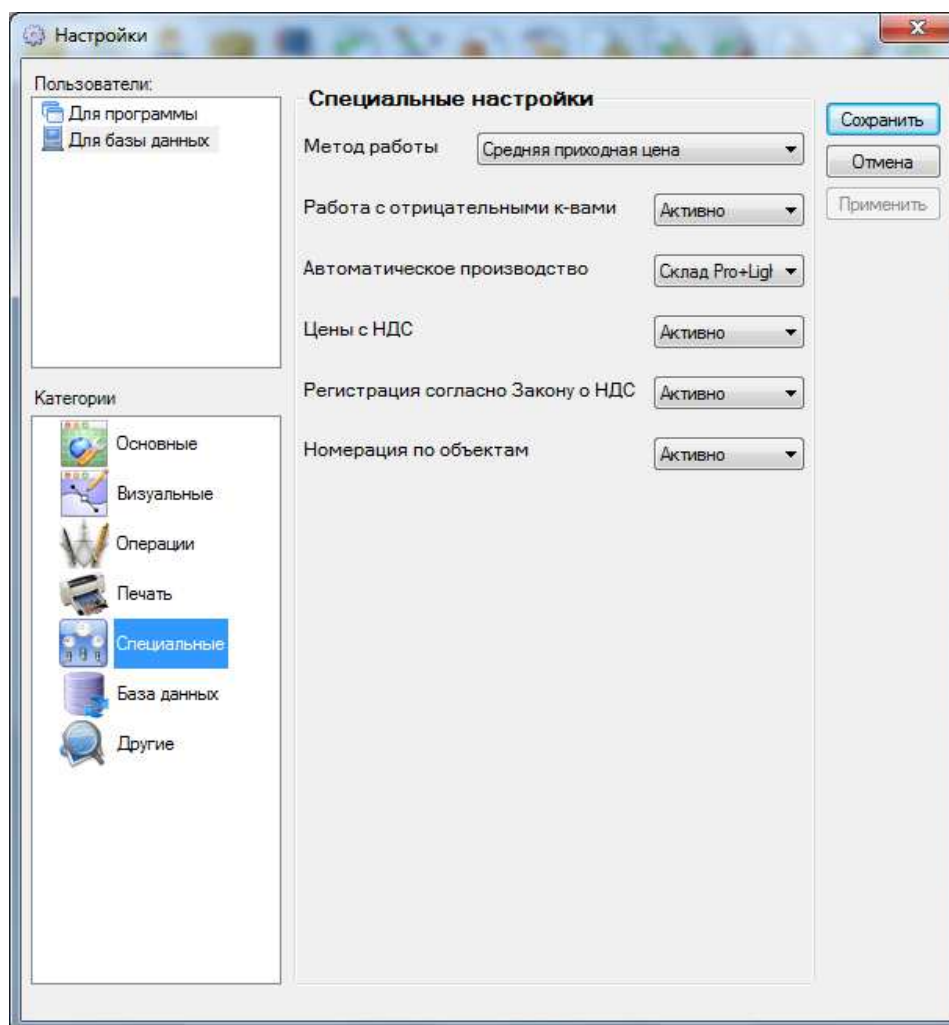 Настройки
Пользователи:
Для программы
Для базы данных
Категории
Основные
Визуальные
Операции
Печать
Специальные
База данных
Другие
Специальные настройки
Метод работы Средняя приходная цена
Работа с отрицательными к-вами Активно
Автоматическое производство Склад Pro+Ligh
Цены с НДС Активно
Регистрация согласно Закону о НДС Активно
Номерация по объектам Активно
Сохранить
Отмена
Применить